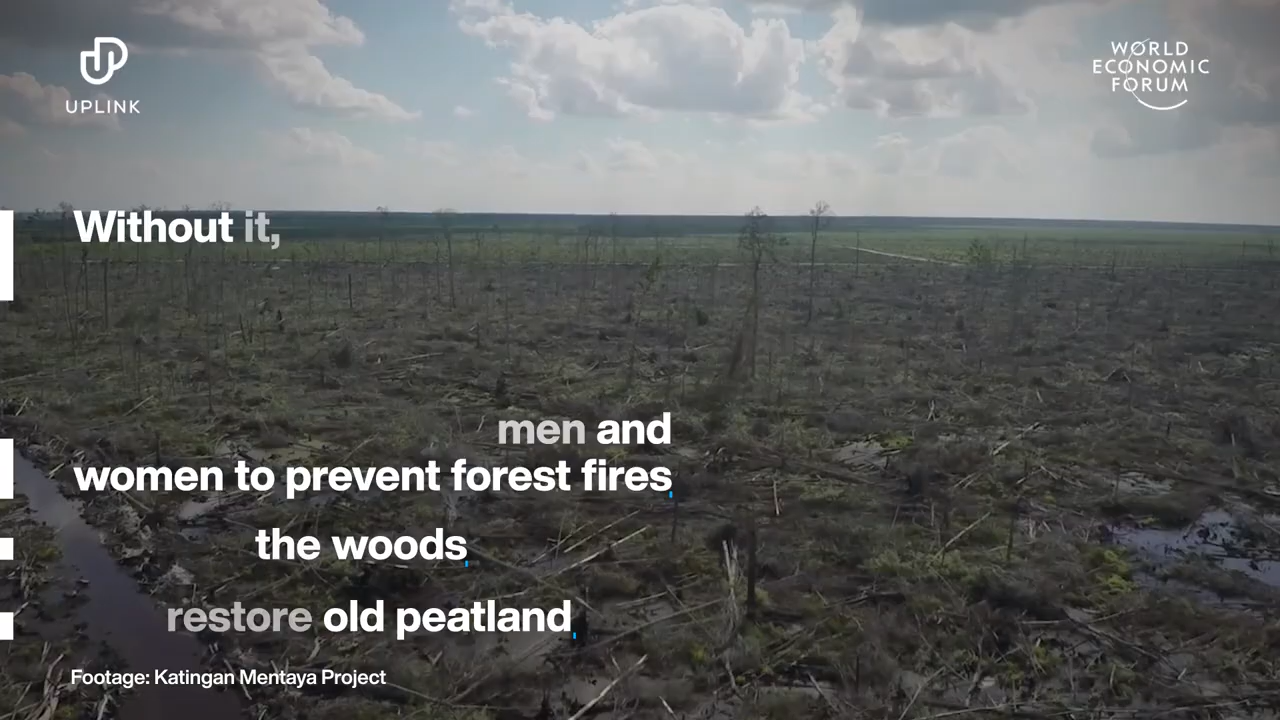 UPLINK
WORLD
ECONOMIC
FORUM
Without it,
men and
women to prevent forest fires
the woods
restore old peatland
Footage: Katingan Mentaya Project